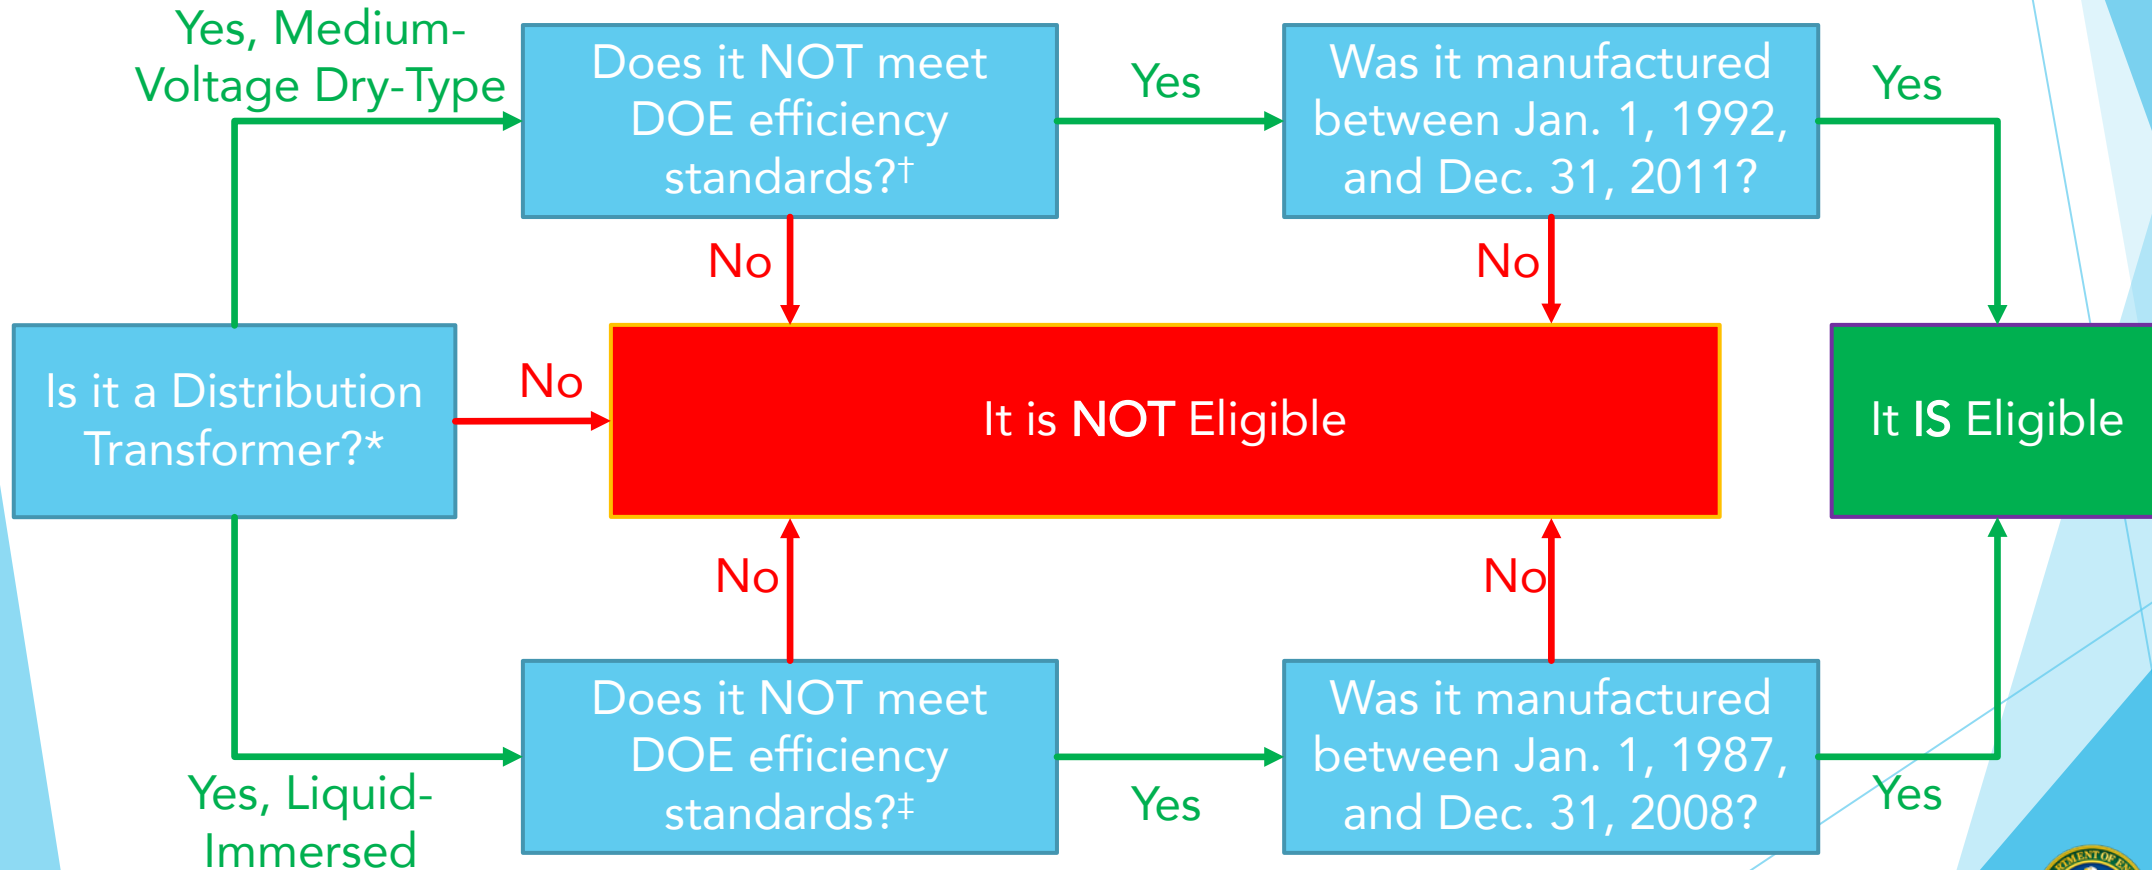 Yes, Medium-
Voltage Dry-Type
Does it NOT meet
DOE efficiency
standards?†
Yes
Was it manufactured
between Jan. 1, 1992,
and Dec. 31, 2011?
Yes
No
No
Is it a Distribution
Transformer?*
No
It is NOT Eligible
It IS Eligible
No
No
Yes, Liquid-
Immersed
Does it NOT meet
DOE efficiency
standards?‡
Yes
Was it manufactured
between Jan. 1, 1987,
and Dec. 31, 2008?
Yes